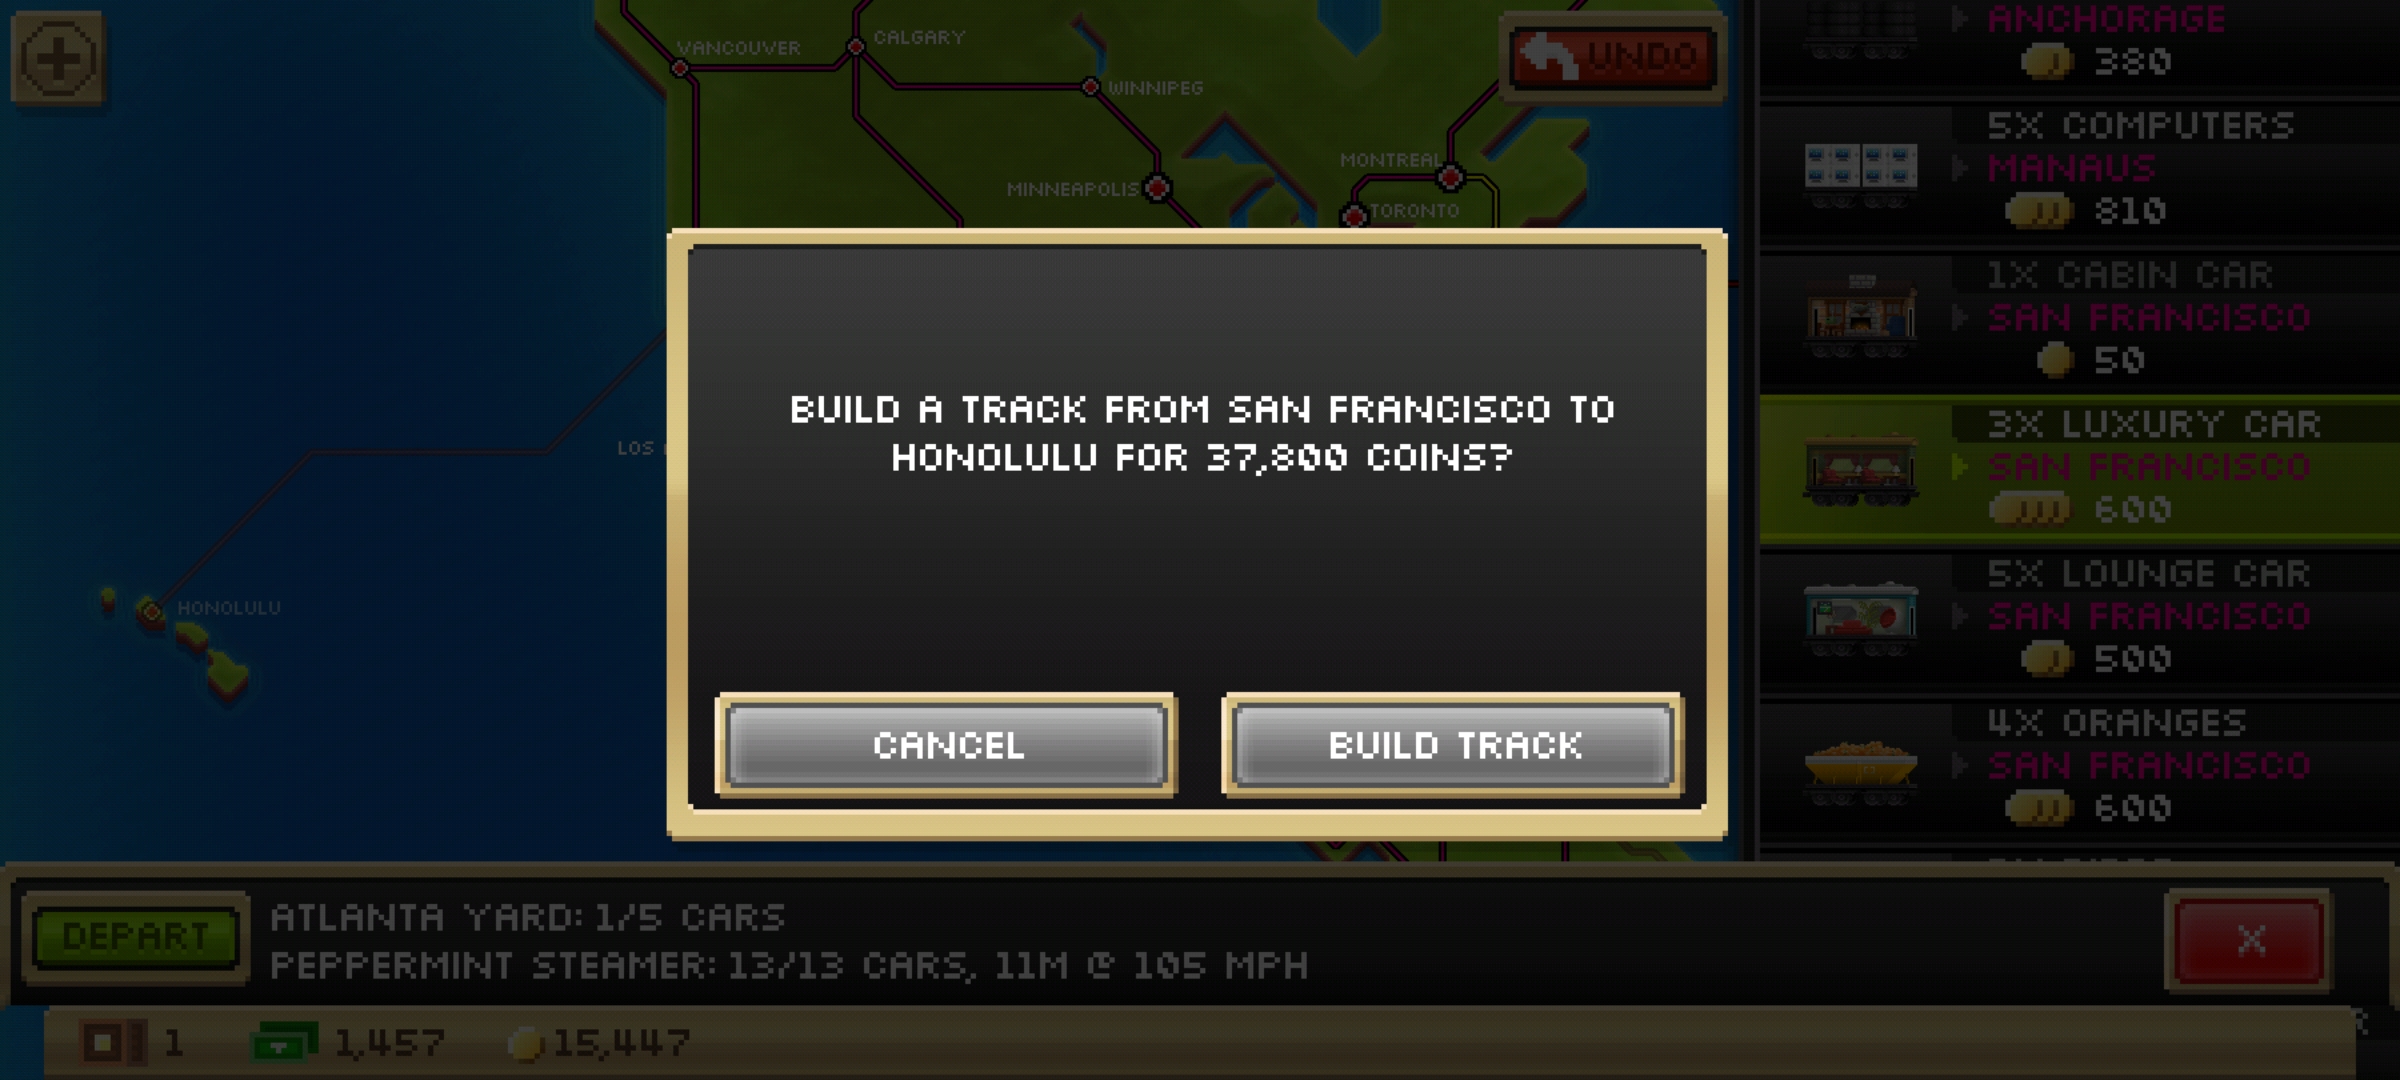 VANCOUVER
CALGARY
WINNIPEG
MINNEAPOLIS
MONTREAL
TORONTO
UNDO
LOS
HONOLULU
BUILD A TRACK FROM SAN FRANCISCO TO
HONOLULU FOR 37,800 COINS?
CANCEL
BUILD TRACK
ANCHORAGE
380
5X COMPUTERS
MANAUS
810
1X CABIN CAR
SAN FRANCISCO
50
3X LUXURY CAR
SAN FRANCISCO
600
5X LOUNGE CAR
SAN FRANCISCO
500
4X ORANGES
SAN FRANCISCO
600
DEPART
ATLANTA YARD: 1/5 CARS
PEPPERMINT STEAMER: 13/13 CARS, 11M @ 105 MPH
X
1
1,457
15,447